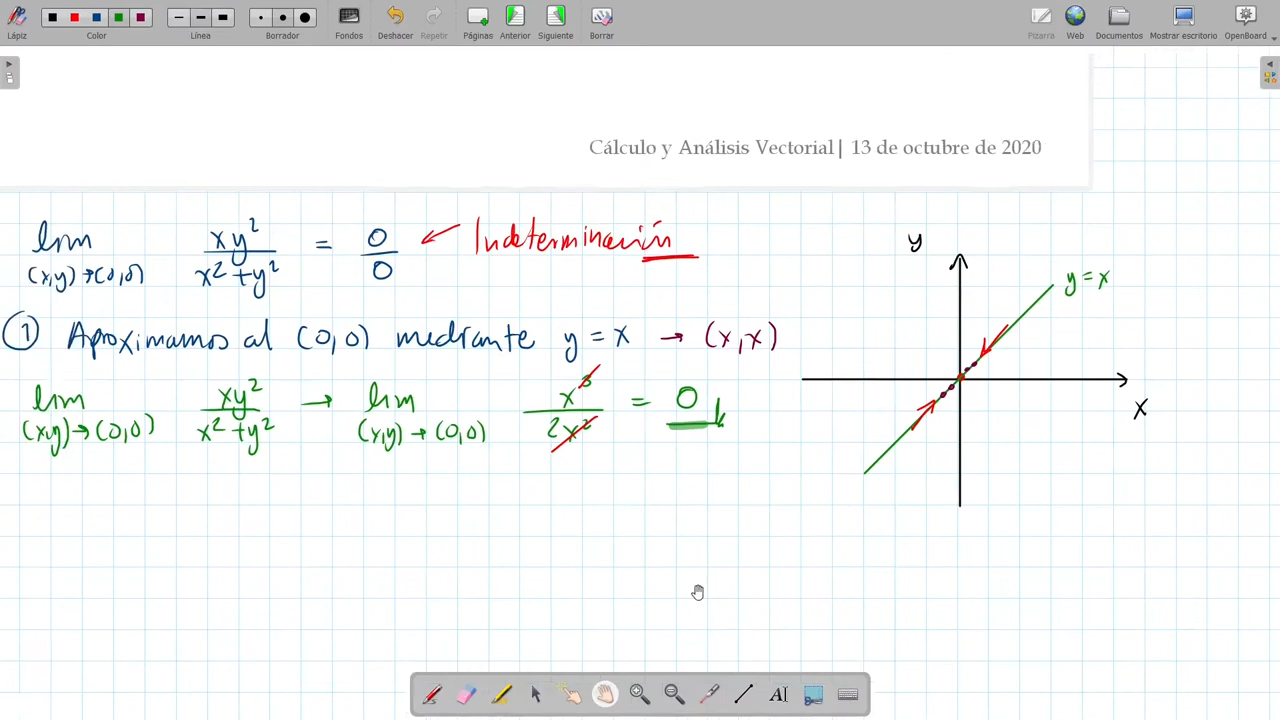 Lápiz Color Línea Borrador Fondos Deshacer Repetir Páginas Anterior Siguiente Borrar Pizarra Web Documentos Mostrar escritorio OpenBoard
Cálculo y Análisis Vectorial| 13 de octubre de 2020
lim (x,y)→(0,0) xy²/(x²+y²) = 0/0 ← Indeterminación
① Aproximamos al (0,0) mediante y = x → (x,x)
lim (x,y)→(0,0) xy²/(x²+y²) → lim (x,y)→(0,0) x³/2x² = 0
y
y = x
x
AI